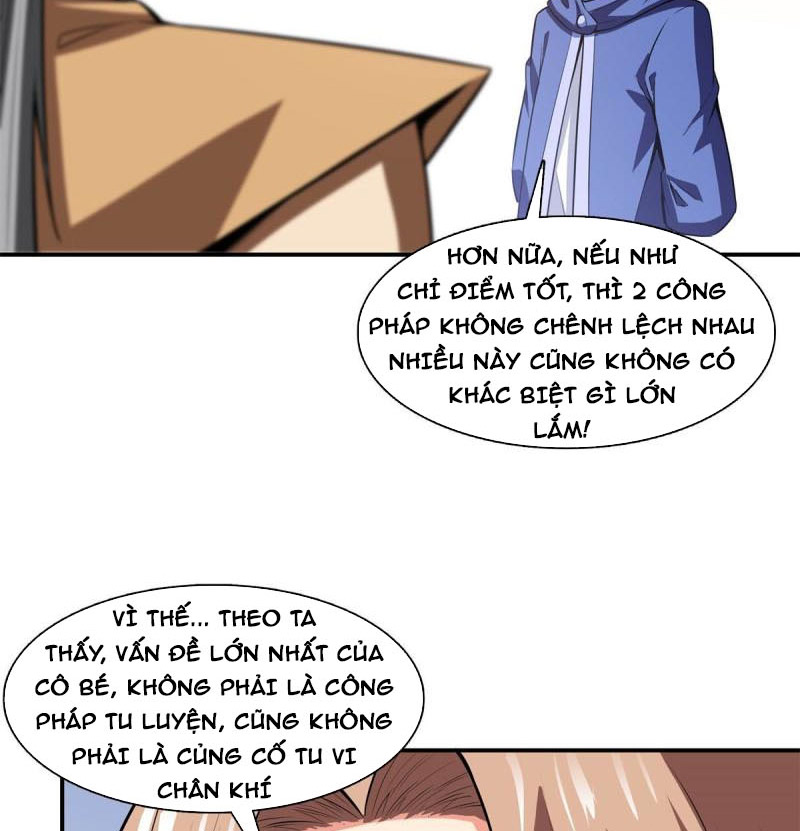 HƠN NỮA, NẾU NHƯ
CHỈ ĐIỂM TỐT, THÌ 2 CÔNG
PHÁP KHÔNG CHÊNH LỆCH NHAU
NHIỀU NÀY CŨNG KHÔNG CÓ
KHÁC BIỆT GÌ LỚN
LẮM!
VÌ THẾ... THEO TA
THẤY, VẤN ĐỀ LỚN NHẤT CỦA
CÔ BÉ, KHÔNG PHẢI LÀ CÔNG
PHÁP TU LUYỆN, CŨNG KHÔNG
PHẢI LÀ CỦNG CỐ TU VI
CHÂN KHÍ